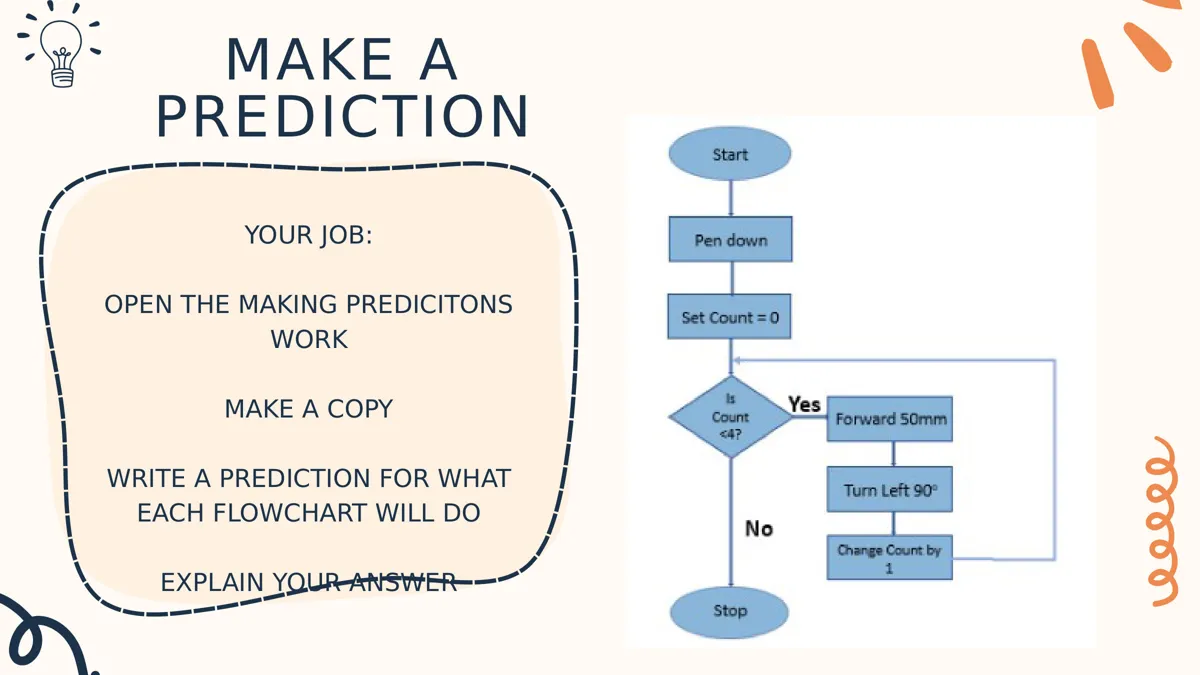 MAKE A
PREDICTION
YOUR JOB:
OPEN THE MAKING PREDICITONS
WORK
MAKE A COPY
WRITE A PREDICTION FOR WHAT
EACH FLOWCHART WILL DO
EXPLAIN YOUR ANSWER
Start
Pen down
Set Count = 0
Is
Count
<4?
Yes
Forward 50mm
Turn Left 90°
Change Count by
1
No
Stop